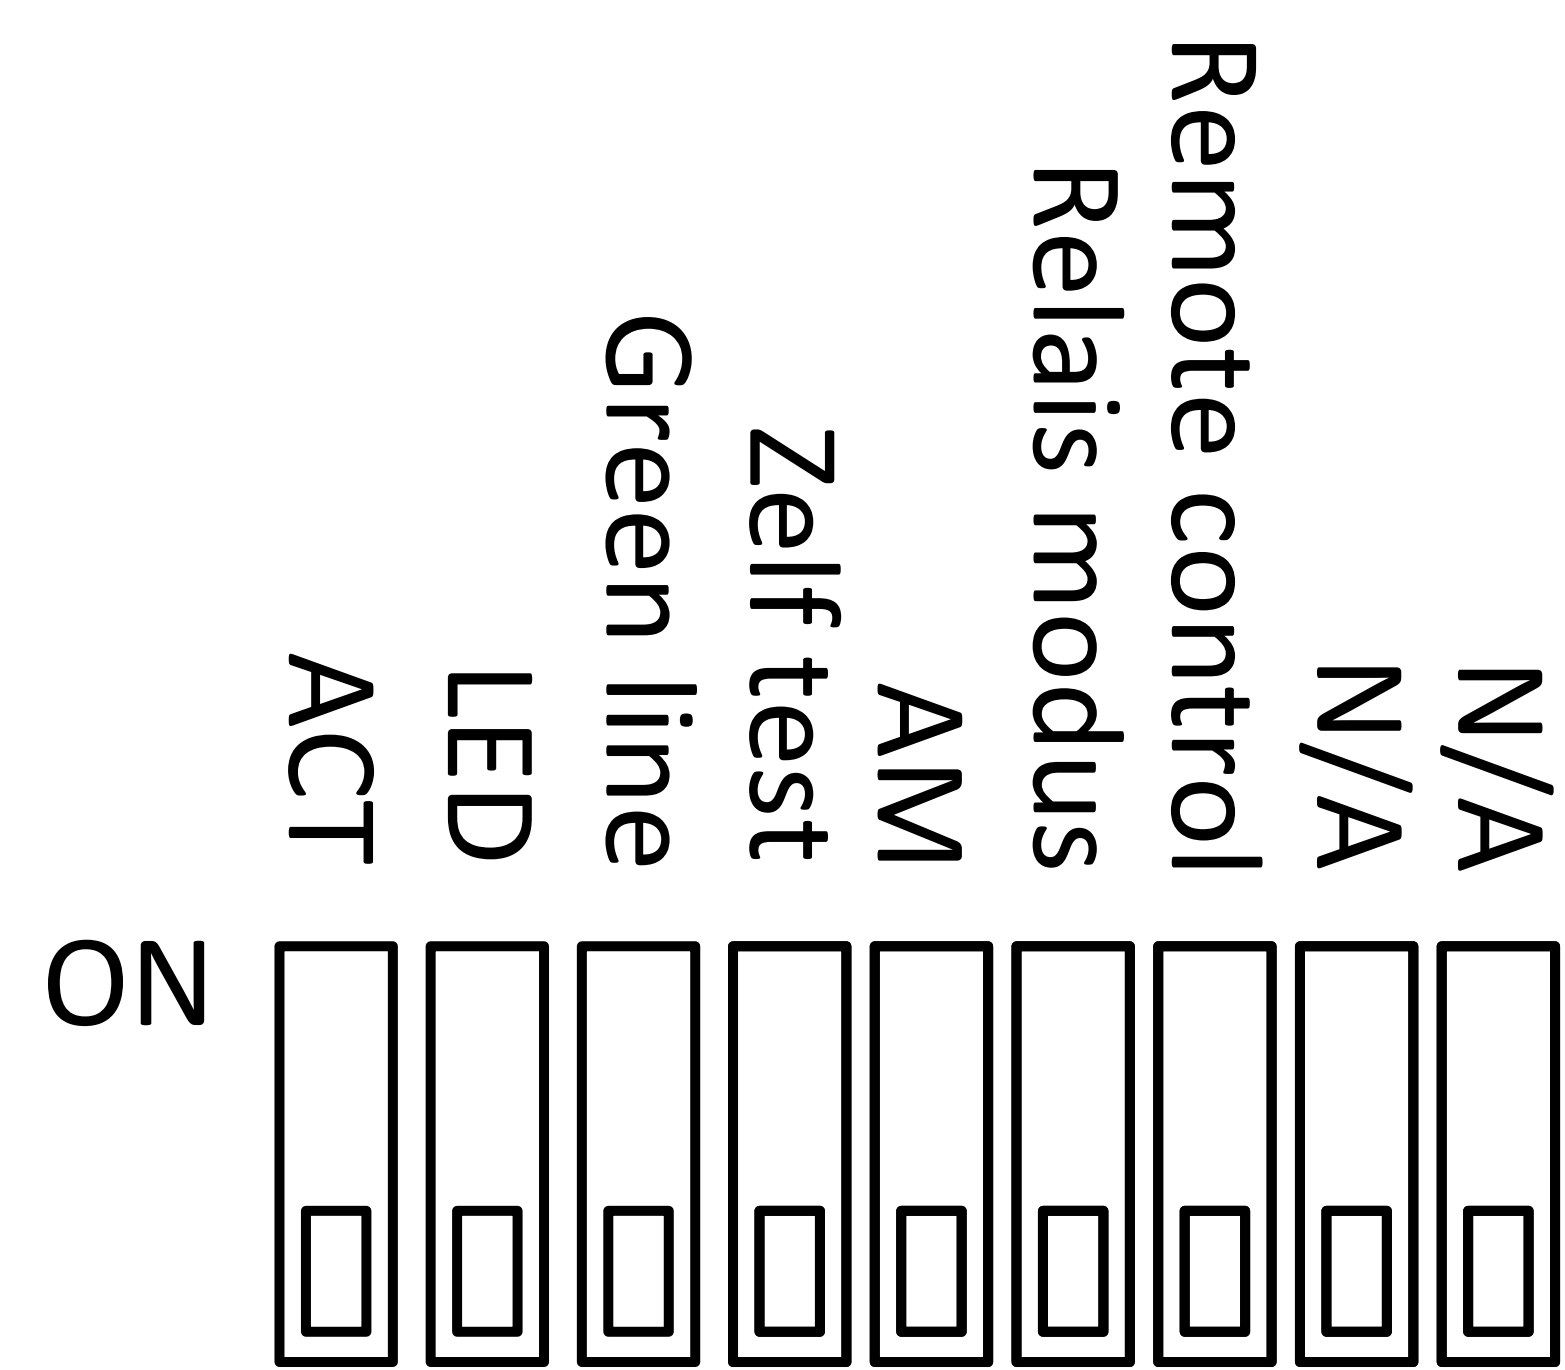 ACT
LED
Green line
Zelf test
AM
Relais modus
Remote control
N/A
N/A
ON